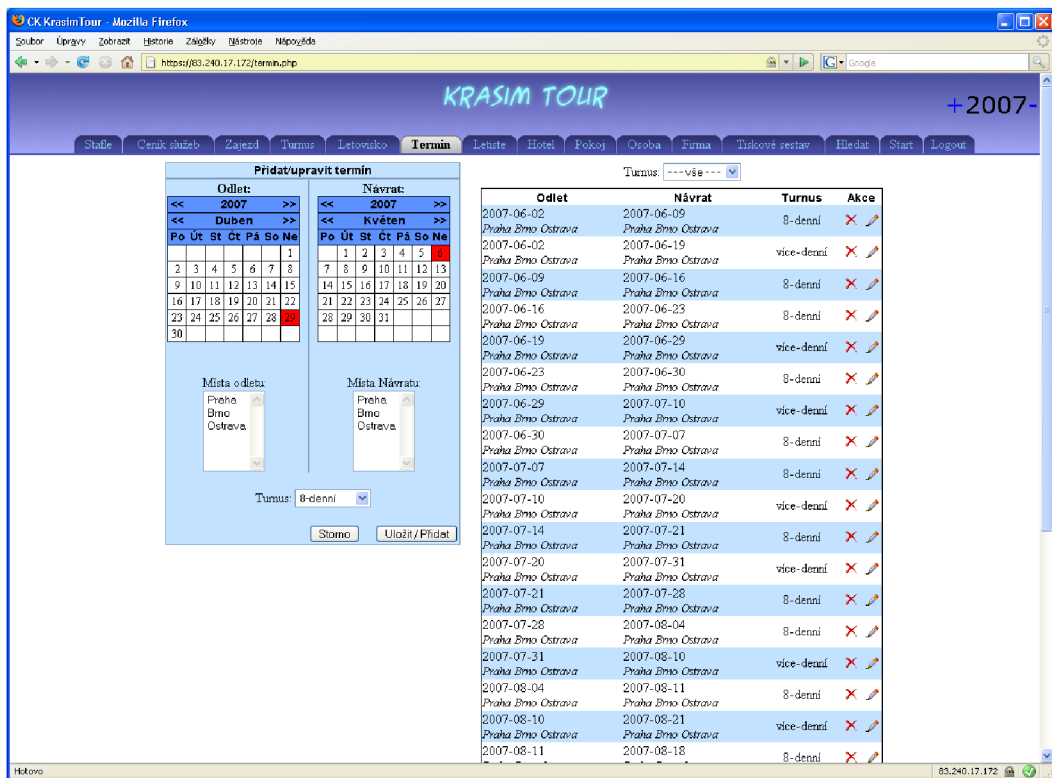 CK KrasimTour - Mozilla Firefox
Soubor Úpravy Zobrazit Historie Záložky Nástroje Nápověda
https://83.240.17.172/termin.php
G Google
KRASIM TOUR
+2007-
Stafle Ceník služeb Zajezd Turnus Letovisko Termín Letiste Hotel Pokoj Osoba Firma Tiskové sestav Hledat Start Logout
Přidat/upravit termín
Odlet: Návrat:
<< 2007 >> << 2007 >>
<< Duben >> << Květen >>
Po Út St Čt Pá So Ne Po Út St Čt Pá So Ne
1 1 2 3 4 5 6
2 3 4 5 6 7 8 7 8 9 10 11 12 13
9 10 11 12 13 14 15 14 15 16 17 18 19 20
16 17 18 19 20 21 22 21 22 23 24 25 26 27
23 24 25 26 27 28 29 28 29 30 31
30
Místa odletu: Místa Návratu:
Praha Praha
Brno Brno
Ostrava Ostrava
Turnus: 8-denní
Storno Uložit/Přidat
Turnus: ---vše---
Odlet Návrat Turnus Akce
2007-06-02 2007-06-09 8-denní
Praha Brno Ostrava Praha Brno Ostrava
2007-06-02 2007-06-19 více-denní
Praha Brno Ostrava Praha Brno Ostrava
2007-06-09 2007-06-16 8-denní
Praha Brno Ostrava Praha Brno Ostrava
2007-06-16 2007-06-23 8-denní
Praha Brno Ostrava Praha Brno Ostrava
2007-06-19 2007-06-29 více-denní
Praha Brno Ostrava Praha Brno Ostrava
2007-06-23 2007-06-30 8-denní
Praha Brno Ostrava Praha Brno Ostrava
2007-06-29 2007-07-10 více-denní
Praha Brno Ostrava Praha Brno Ostrava
2007-06-30 2007-07-07 8-denní
Praha Brno Ostrava Praha Brno Ostrava
2007-07-07 2007-07-14 8-denní
Praha Brno Ostrava Praha Brno Ostrava
2007-07-10 2007-07-20 více-denní
Praha Brno Ostrava Praha Brno Ostrava
2007-07-14 2007-07-21 8-denní
Praha Brno Ostrava Praha Brno Ostrava
2007-07-20 2007-07-31 více-denní
Praha Brno Ostrava Praha Brno Ostrava
2007-07-21 2007-07-28 8-denní
Praha Brno Ostrava Praha Brno Ostrava
2007-07-28 2007-08-04 8-denní
Praha Brno Ostrava Praha Brno Ostrava
2007-07-31 2007-08-10 více-denní
Praha Brno Ostrava Praha Brno Ostrava
2007-08-04 2007-08-11 8-denní
Praha Brno Ostrava Praha Brno Ostrava
2007-08-10 2007-08-21 více-denní
Praha Brno Ostrava Praha Brno Ostrava
2007-08-11 2007-08-18 8-denní
Hotovo 83.240.17.172